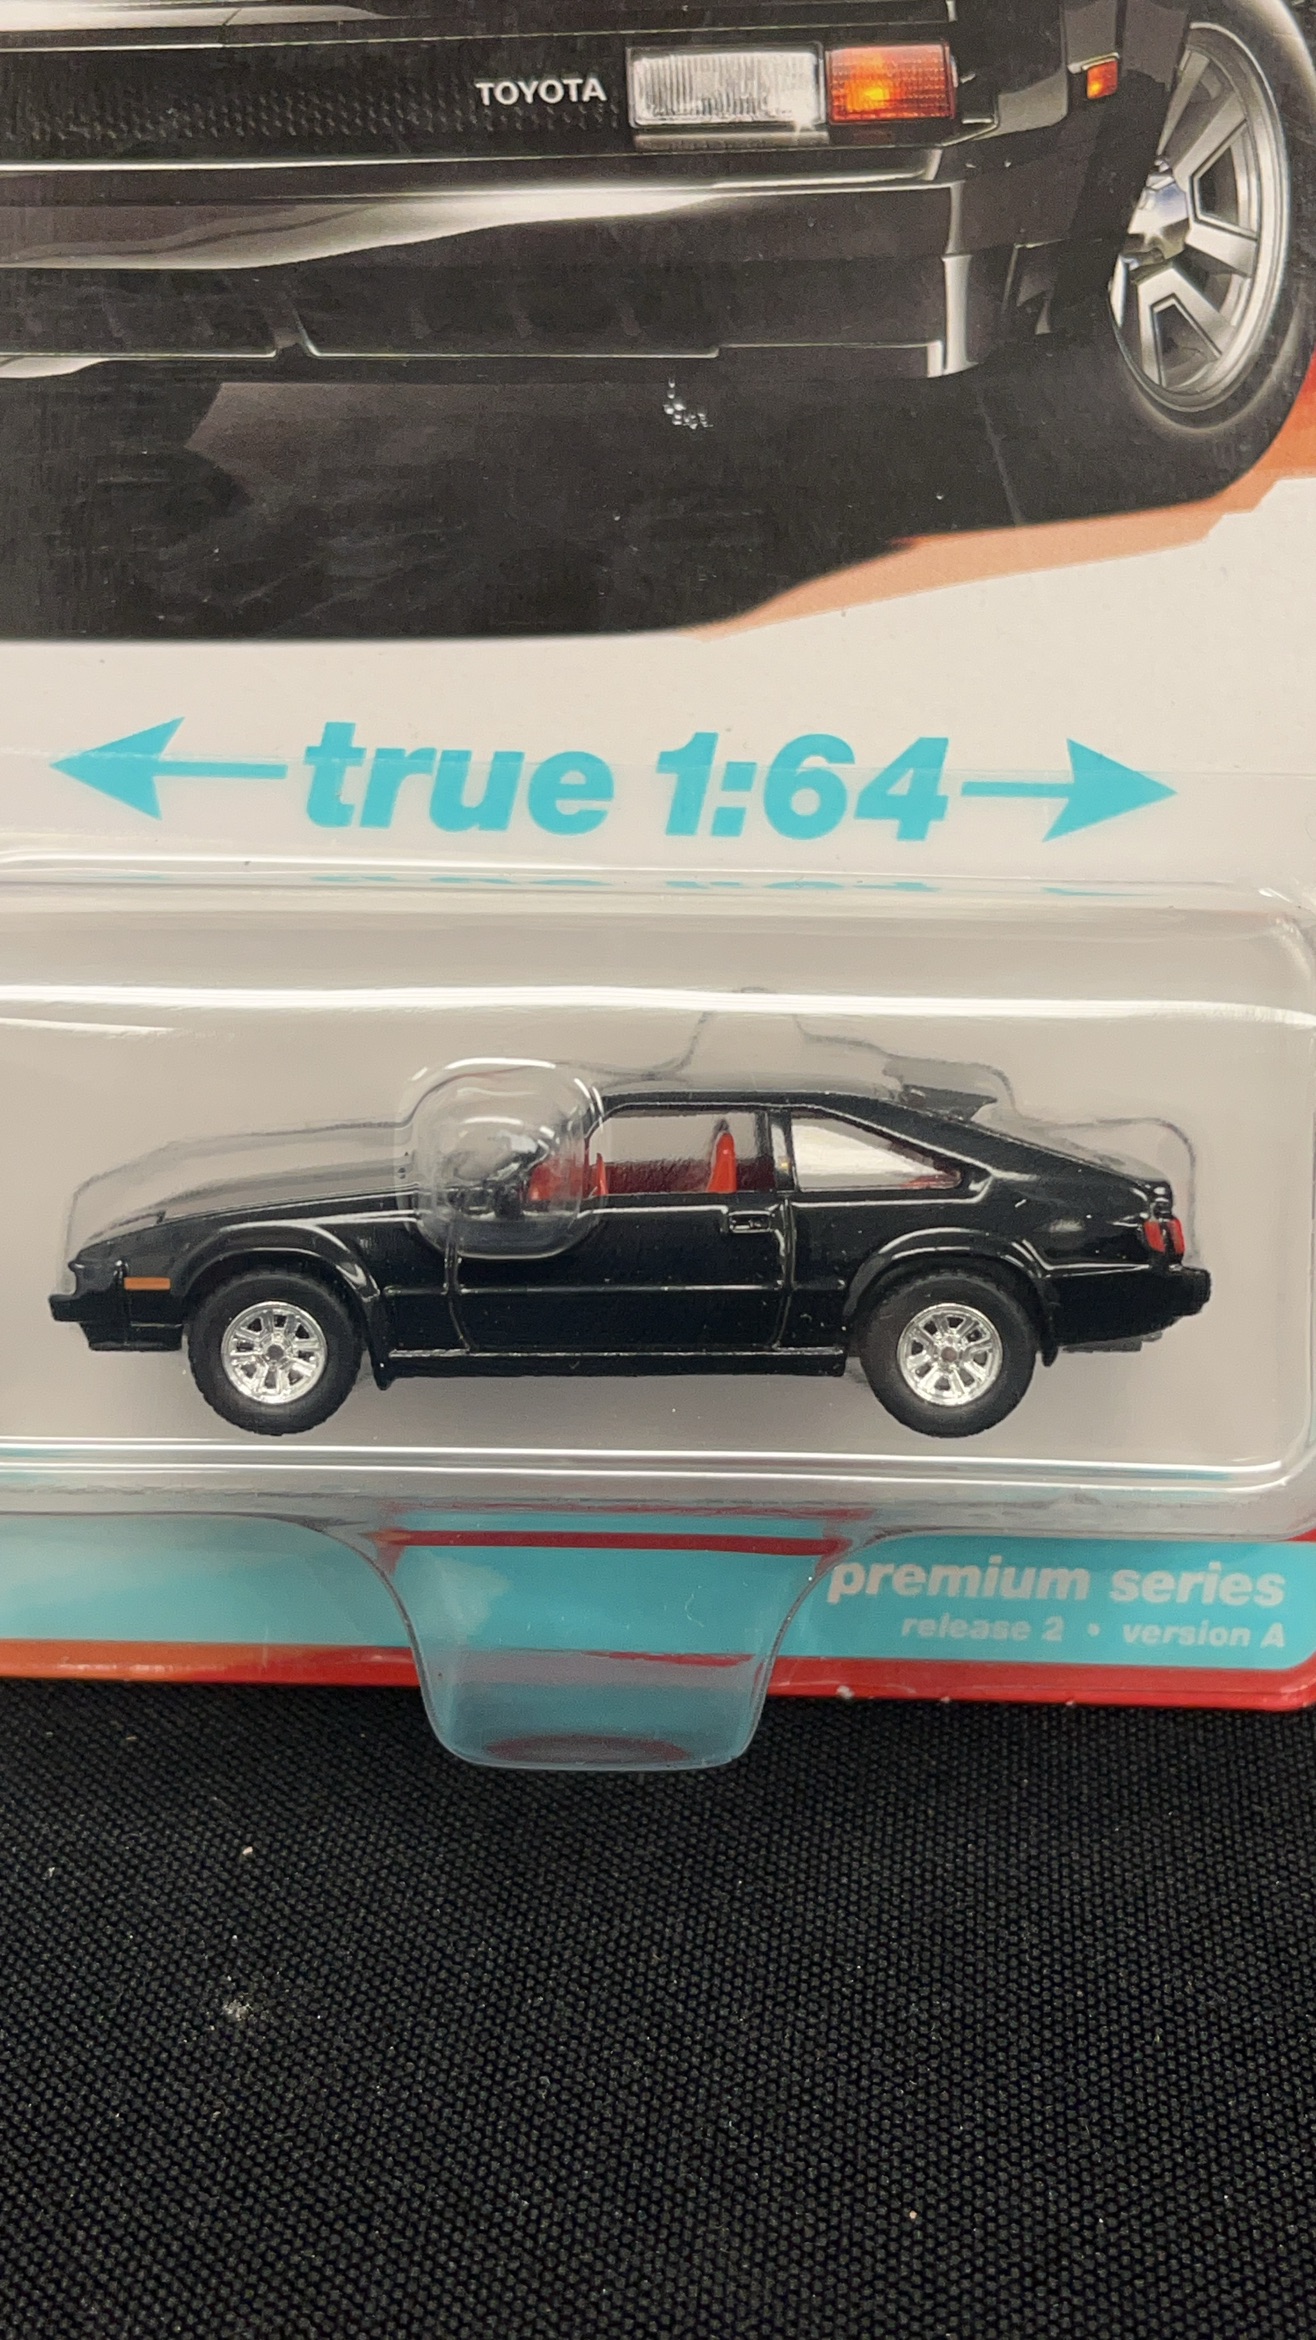 TOYOTA
true 1:64
premium series
release 2 • version A